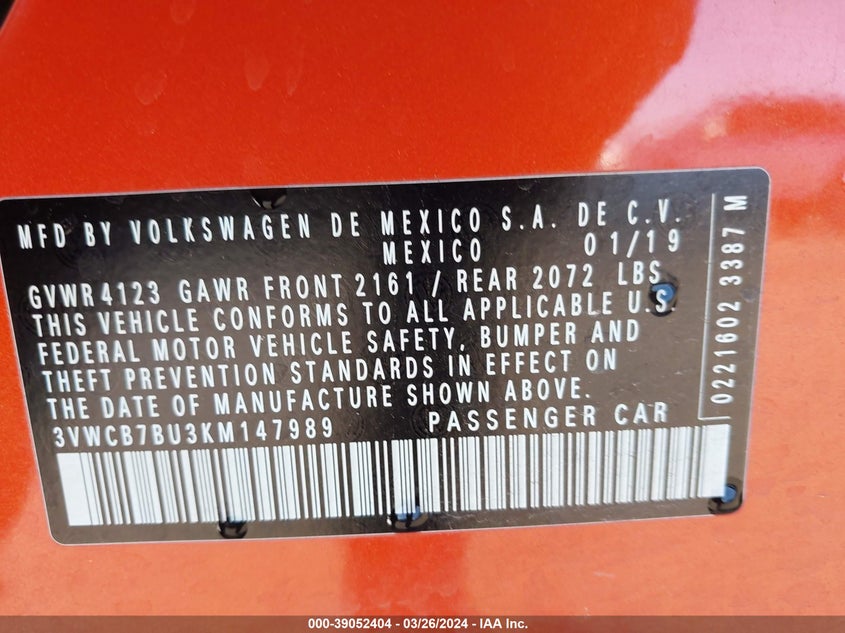 MFD BY VOLKSWAGEN DE MEXICO S.A. DE C.V.
MEXICO 01/19
GVWR4123 GAWR FRONT 2161 / REAR 2072 LBS
THIS VEHICLE CONFORMS TO ALL APPLICABLE U.S.
FEDERAL MOTOR VEHICLE SAFETY, BUMPER AND
THEFT PREVENTION STANDARDS IN EFFECT ON
THE DATE OF MANUFACTURE SHOWN ABOVE.
3VWCB7BU3KM147989 PASSENGER CAR
0221602 3387 M
000-39052404 - 03/26/2024 - IAA Inc.